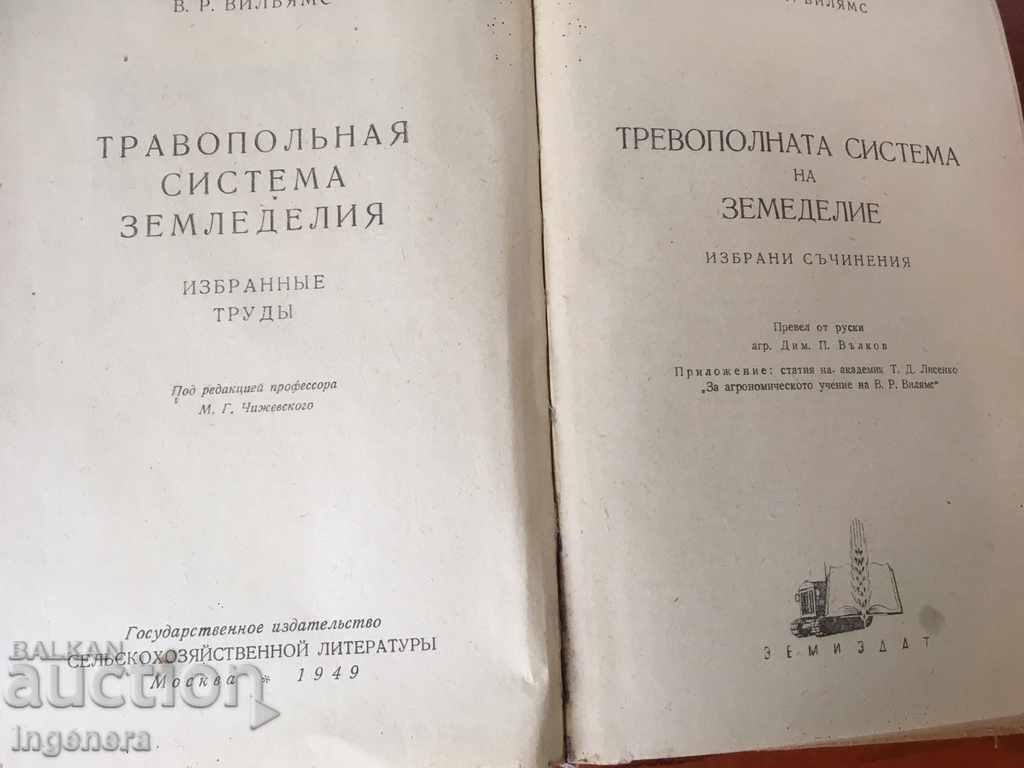 В. Р. ВИЛЬЯМС
ТРАВОПОЛЬНАЯ
СИСТЕМА
ЗЕМЛЕДЕЛИЯ
ИЗБРАННЫЕ
ТРУДЫ
Под редакцией профессора
М. Г. Чижевского
Государственное издательство
СЕЛЬСКОХОЗЯЙСТВЕННОЙ ЛИТЕРАТУРЫ
Москва * 1949
ВИЛЯМС
ТРЕВОПОЛНАТА СИСТЕМА
НА
ЗЕМЕДЕЛИЕ
ИЗБРАНИ СЪЧИНЕНИЯ
Превел от руски
агр. Дим. П. Вълков
Приложение: статия на академик Т. Д. Лисенко
„За агрономическото учение на В. Р. Вилямс"
ЗЕМИЗДАТ
BALKAN
auction
Ingenera